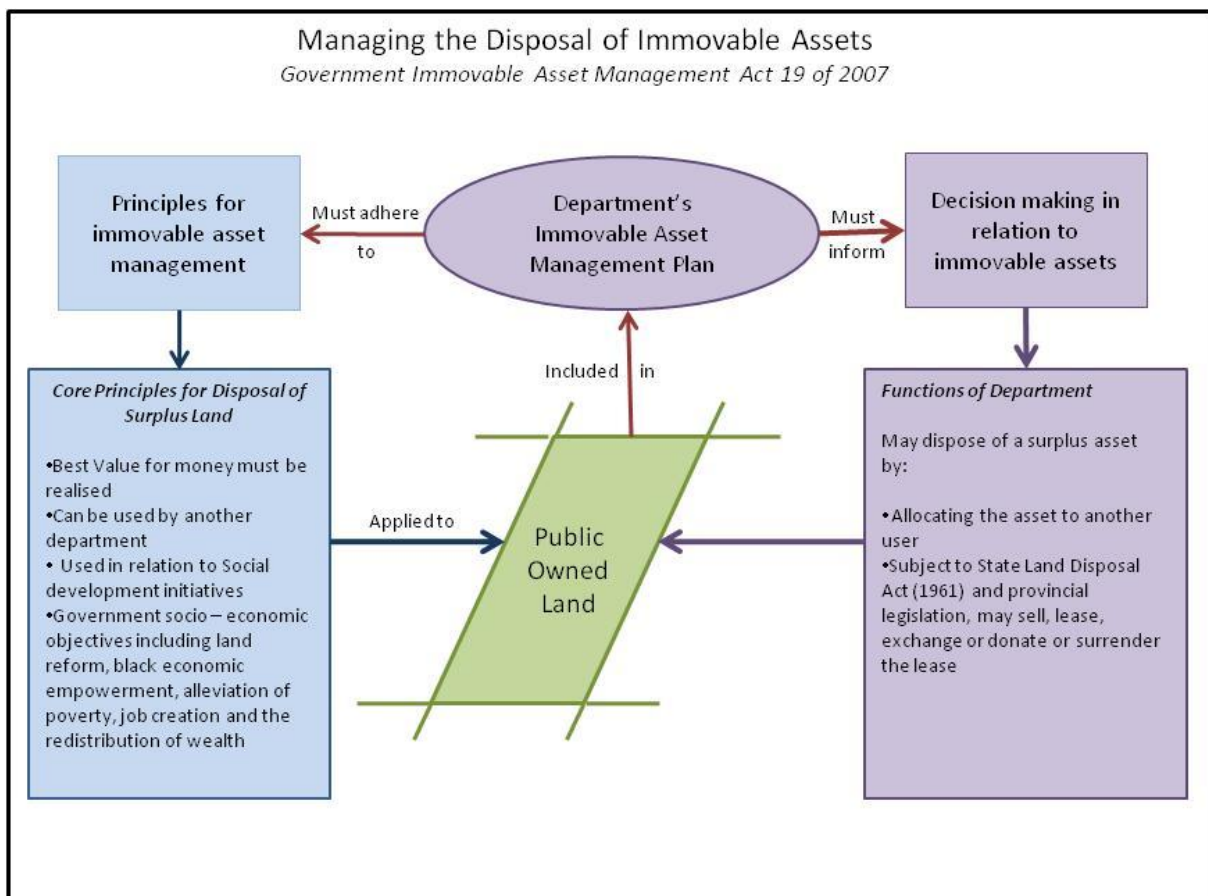 Managing the Disposal of Immovable Assets
Government Immovable Asset Management Act 19 of 2007
Principles for
immovable asset
management
Must adhere
to
Department's
Immovable Asset
Management Plan
Must
inform
Decision making in
relation to
immovable assets
Core Principles for Disposal of
Surplus Land
•Best Value for money must be
realised
•Can be used by another
department
• Used in relation to Social
development initiatives
•Government socio – economic
objectives including land
reform, black economic
empowerment, alleviation of
poverty, job creation and the
redistribution of wealth
Applied to
Included in
Public
Owned
Land
Functions of Department
May dispose of a surplus asset
by:
•Allocating the asset to another
user
•Subject to State Land Disposal
Act (1961) and provincial
legislation, may sell, lease,
exchange or donate or surrender
the lease